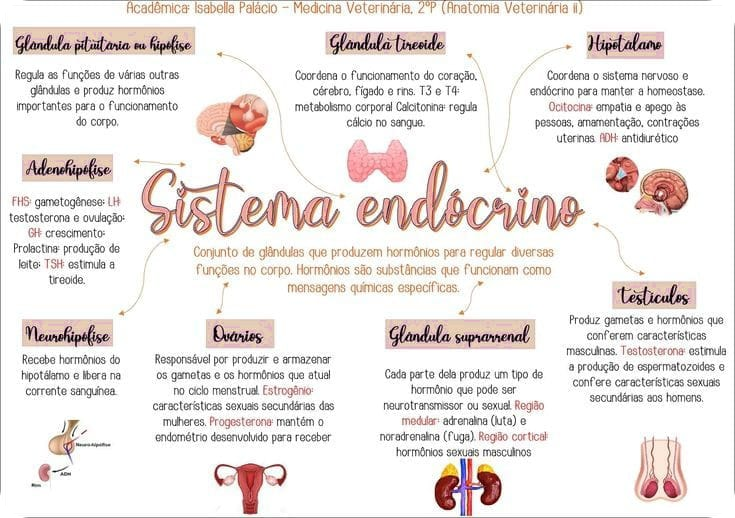 Acadêmica: Isabella Palácio – Medicina Veterinária, 2ºP (Anatomia Veterinária ii)
Glândula pituitária ou hipófise
Regula as funções de várias outras
glândulas e produz hormônios
importantes para o funcionamento
do corpo.
Glândula tireoide
Coordena o funcionamento do coração,
cérebro, fígado e rins. T3 e T4:
metabolismo corporal Calcitonina: regula
cálcio no sangue.
Hipotálamo
Coordena o sistema nervoso e
endócrino para manter a homeostase.
Ocitocina: empatia e apego às
pessoas, amamentação, contrações
uterinas. ADH: antidiurético
Adenohipófise
FHS: gametogênese; LH:
testosterona e ovulação;
GH: crescimento;
Prolactina: produção de
leite; TSH: estimula a
tireoide.
Sistema endócrino
Conjunto de glândulas que produzem hormônios para regular diversas
funções no corpo. Hormônios são substâncias que funcionam como
mensagens químicas específicas.
Neurohipófise
Recebe hormônios do
hipotálamo e libera na
corrente sanguínea.
Neuro-hipófise
ADH
Rim
Ovários
Responsável por produzir e armazenar
os gametas e os hormônios que atual
no ciclo menstrual. Estrogênio:
características sexuais secundárias das
mulheres. Progesterona: mantém o
endométrio desenvolvido para receber
Glândula suprarrenal
Cada parte dela produz um tipo de
hormônio que pode ser
neurotransmissor ou sexual. Região
medular: adrenalina (luta) e
noradrenalina (fuga). Região cortical:
hormônios sexuais masculinos
Testículos
Produz gametas e hormônios que
conferem características
masculinas. Testosterona: estimula
a produção de espermatozoides e
confere características sexuais
secundárias aos homens.